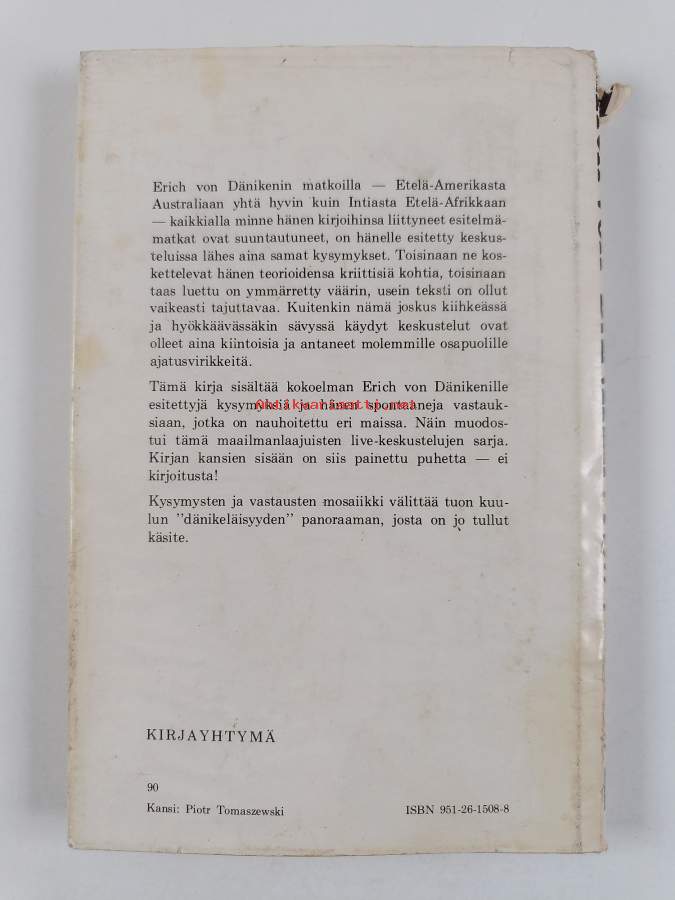 Erich von Dänikenin matkoilla — Etelä-Amerikasta
Australiaan yhtä hyvin kuin Intiasta Etelä-Afrikkaan
— kaikkialla minne hänen kirjoihinsa liittyneet esitelmä-
matkat ovat suuntautuneet, on hänelle esitetty keskus-
teluissa lähes aina samat kysymykset. Toisinaan ne kos-
kettelevat hänen teorioidensa kriittisiä kohtia, toisinaan
taas luettu on ymmärretty väärin, usein teksti on ollut
vaikeasti tajuttavaa. Kuitenkin nämä joskus kiihkeässä
ja hyökkäävässäkin sävyssä käydyt keskustelut ovat
olleet aina kiintoisia ja antaneet molemmille osapuolille
ajatusvirikkeitä.
Tämä kirja sisältää kokoelman Erich von Dänikenille
esitettyjä kysymyksiä ja hänen spontaaneja vastauk-
siaan, jotka on nauhoitettu eri maissa. Näin muodos-
tui tämä maailmanlaajuisten live-keskustelujen sarja.
Kirjan kansien sisään on siis painettu puhetta — ei
kirjoitusta!
Kysymysten ja vastausten mosaiikki välittää tuon kuu-
lun "dänikeläisyyden" panoraaman, josta on jo tullut
käsite.
KIRJAYHTYMÄ
90
Kansi: Piotr Tomaszewski
ISBN 951-26-1508-8